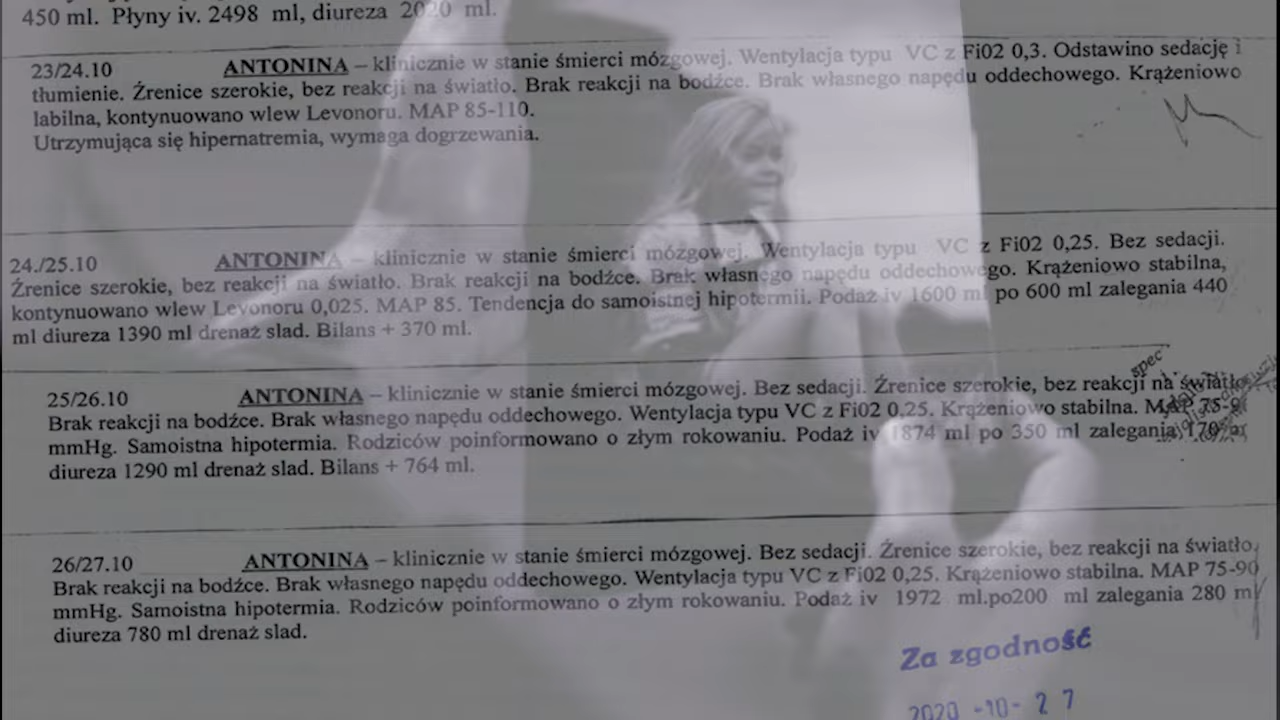 450 ml. Płyny iv. 2498 ml, diureza 2020 ml.
23/24.10 ANTONINA – klinicznie w stanie śmierci mózgowej. Wentylacja typu VC z Fi02 0,3. Odstawino sedację i
tłumienie. Źrenice szerokie, bez reakcji na światło. Brak reakcji na bodźce. Brak własnego napędu oddechowego. Krążeniowo
labilna, kontynuowano wlew Levonoru. MAP 85-110.
Utrzymująca się hipernatremia, wymaga dogrzewania.
24./25.10 ANTONINA – klinicznie w stanie śmierci mózgowej. Wentylacja typu VC z Fi02 0,25. Bez sedacji.
Źrenice szerokie, bez reakcji na światło. Brak reakcji na bodźce. Brak własnego napędu oddechowego. Krążeniowo stabilna,
kontynuowano wlew Levonoru 0,025. MAP 85. Tendencja do samoistnej hipotermii. Podaż iv 1600 ml po 600 ml zalegania 440
ml diureza 1390 ml drenaż slad. Bilans + 370 ml.
spec
25/26.10 ANTONINA – klinicznie w stanie śmierci mózgowej. Bez sedacji. Źrenice szerokie, bez reakcji na światło.
Brak reakcji na bodźce. Brak własnego napędu oddechowego. Wentylacja typu VC z Fi02 0,25. Krążeniowo stabilna. MAP
mmHg. Samoistna hipotermia. Rodziców poinformowano o złym rokowaniu. Podaż iv 1874 ml po 350 ml zalegania
diureza 1290 ml drenaż slad. Bilans + 764 ml.
26/27.10 ANTONINA – klinicznie w stanie śmierci mózgowej. Bez sedacji. Źrenice szerokie, bez reakcji na światło.
Brak reakcji na bodźce. Brak własnego napędu oddechowego. Wentylacja typu VC z Fi02 0,25. Krążeniowo stabilna. MAP 75-90
mmHg. Samoistna hipotermia. Rodziców poinformowano o złym rokowaniu. Podaż iv 1972 ml.po200 ml zalegania 280 ml
diureza 780 ml drenaż slad.
Za zgodność
2020 -10- 27